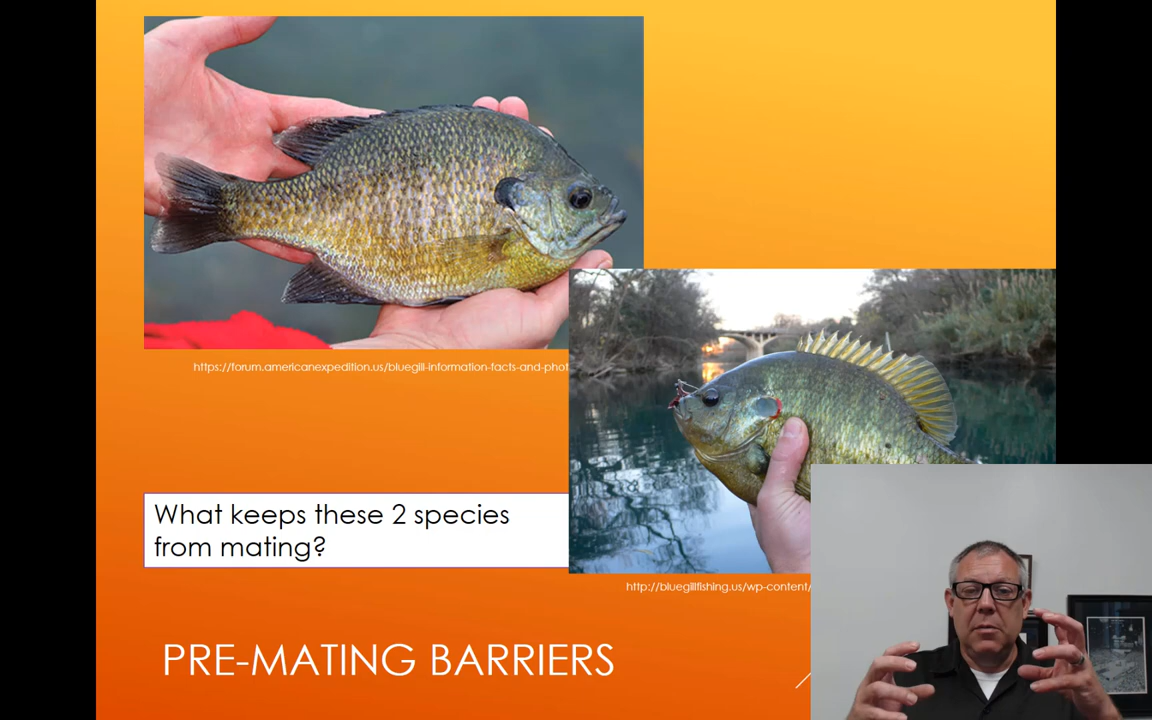 https://forum.americanexpedition.us/bluegill-information-facts-and-phot
What keeps these 2 species
from mating?
http://bluegillfishing.us/wp-content/
PRE-MATING BARRIERS